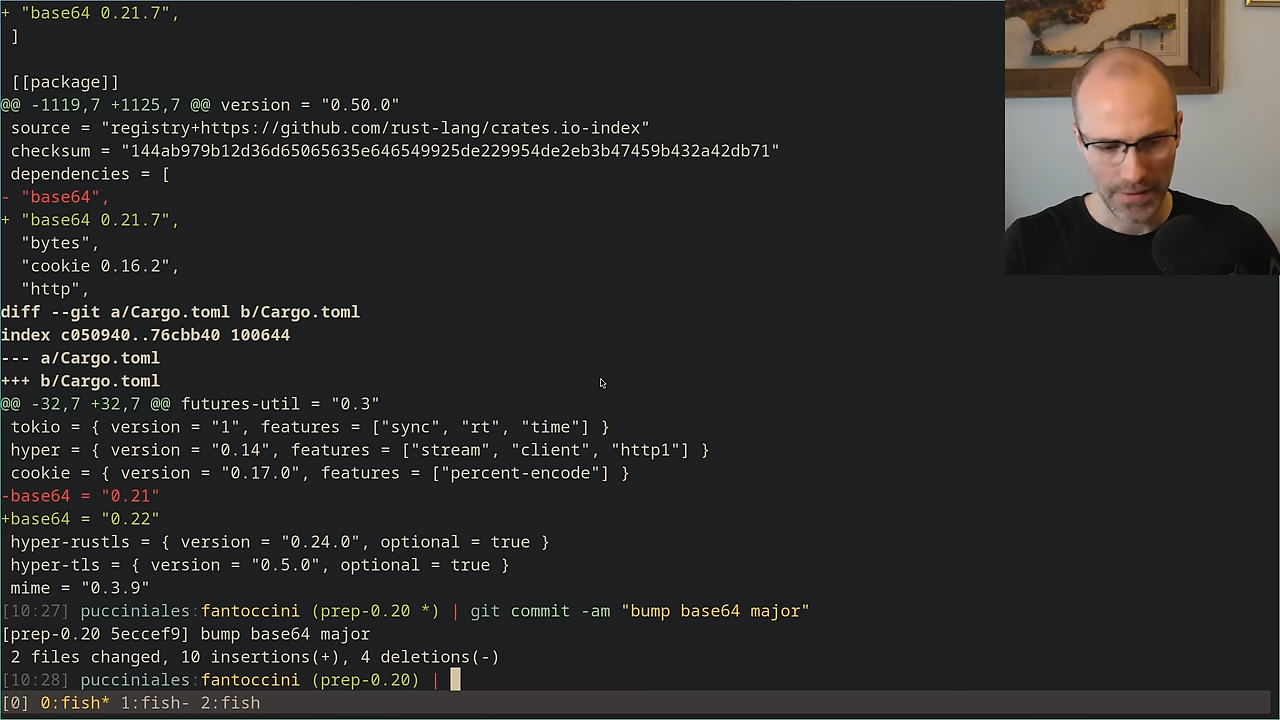 + "base64 0.21.7",
 ]

 [[package]]
@@ -1119,7 +1125,7 @@ version = "0.50.0"
 source = "registry+https://github.com/rust-lang/crates.io-index"
 checksum = "144ab979b12d36d65065635e646549925de229954de2eb3b47459b432a42db71"
 dependencies = [
- "base64",
+ "base64 0.21.7",
  "bytes",
  "cookie 0.16.2",
  "http",
diff --git a/Cargo.toml b/Cargo.toml
index c050940..76cbb40 100644
--- a/Cargo.toml
+++ b/Cargo.toml
@@ -32,7 +32,7 @@ futures-util = "0.3"
 tokio = { version = "1", features = ["sync", "rt", "time"] }
 hyper = { version = "0.14", features = ["stream", "client", "http1"] }
 cookie = { version = "0.17.0", features = ["percent-encode"] }
-base64 = "0.21"
+base64 = "0.22"
 hyper-rustls = { version = "0.24.0", optional = true }
 hyper-tls = { version = "0.5.0", optional = true }
 mime = "0.3.9"
[10:27] pucciniales:fantoccini (prep-0.20 *) | git commit -am "bump base64 major"
[prep-0.20 5eccef9] bump base64 major
 2 files changed, 10 insertions(+), 4 deletions(-)
[10:28] pucciniales:fantoccini (prep-0.20) |
[0] 0:fish* 1:fish- 2:fish